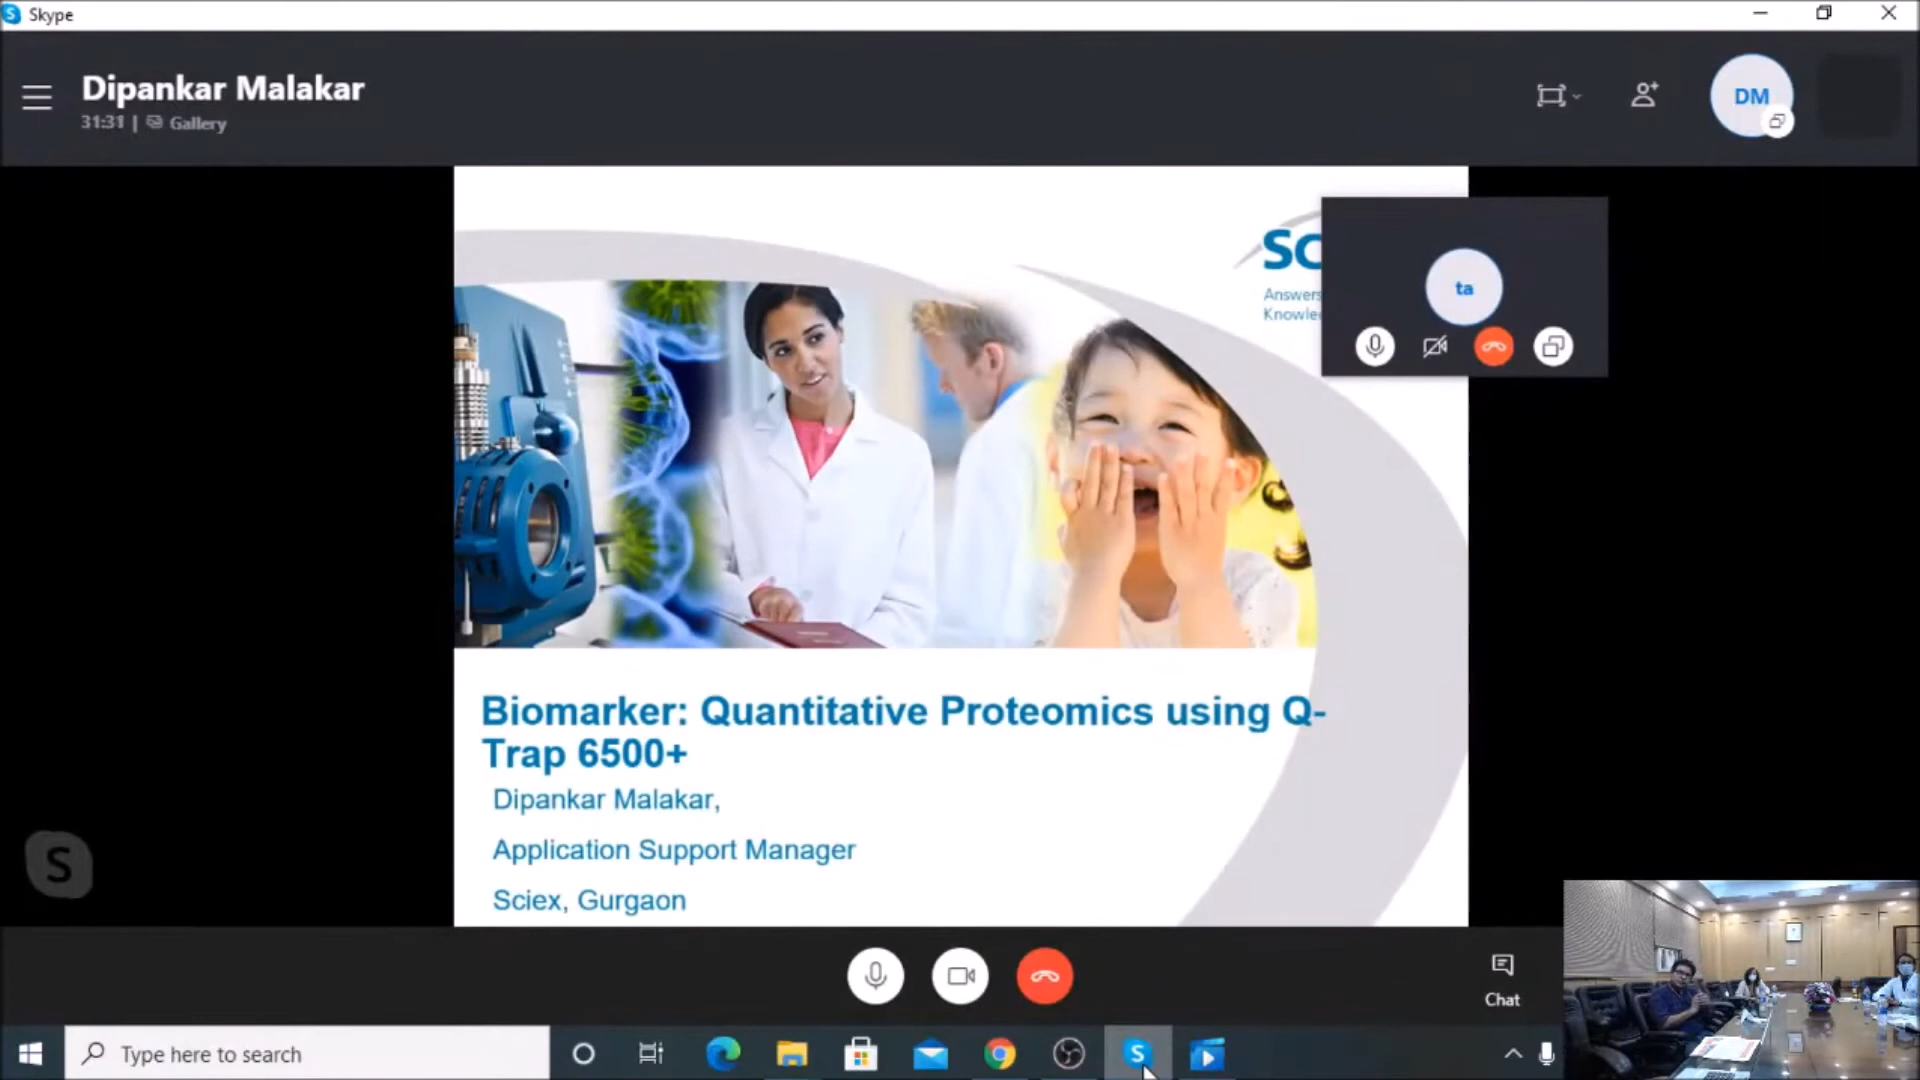 Skype
Dipankar Malakar
31:31 | Gallery
DM
SC
Answers
Knowle
ta
Biomarker: Quantitative Proteomics using Q-
Trap 6500+
Dipankar Malakar,
Application Support Manager
Sciex, Gurgaon
Chat
Type here to search